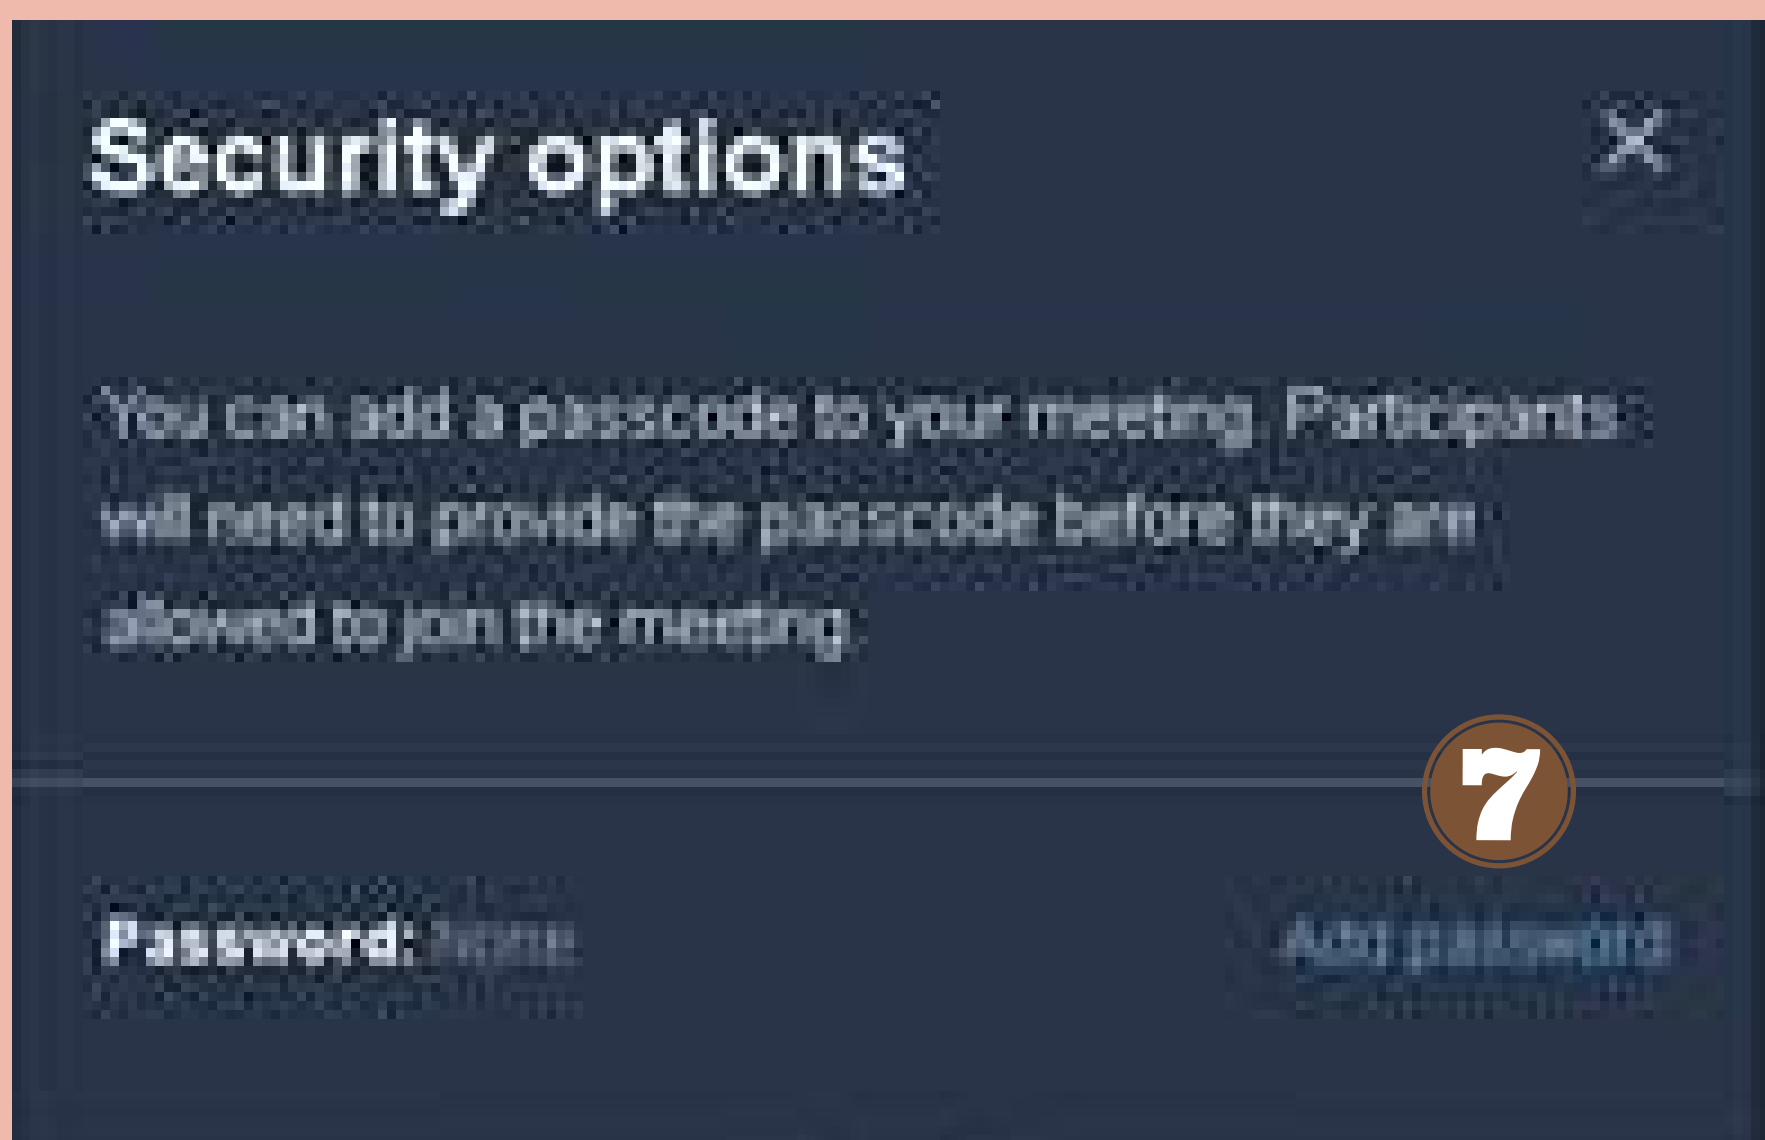 Security options
You can add a passcode to your meeting. Participants
will need to provide the passcode before they are
allowed to join the meeting.
7
Password: None
Add password